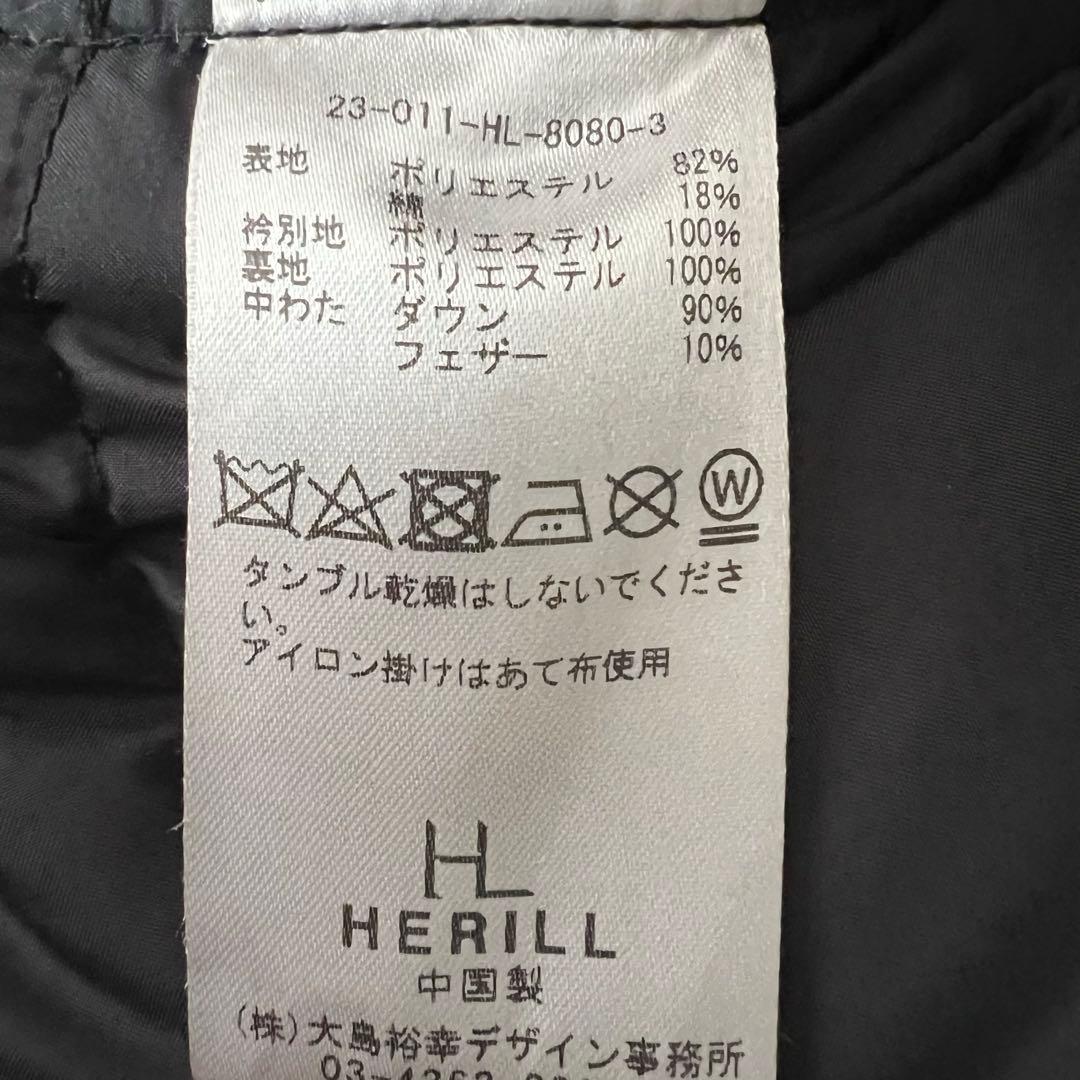 23-011-HL-8080-3
表地 ポリエステル 82%
綿 18%
衿別地 ポリエステル 100%
裏地 ポリエステル 100%
中わた ダウン 90%
フェザー 10%
W
タンブル乾燥はしないでくださ
い。
アイロン掛けはあて布使用
HL
HERILL
中国製
(株)大島裕幸デザイン事務所